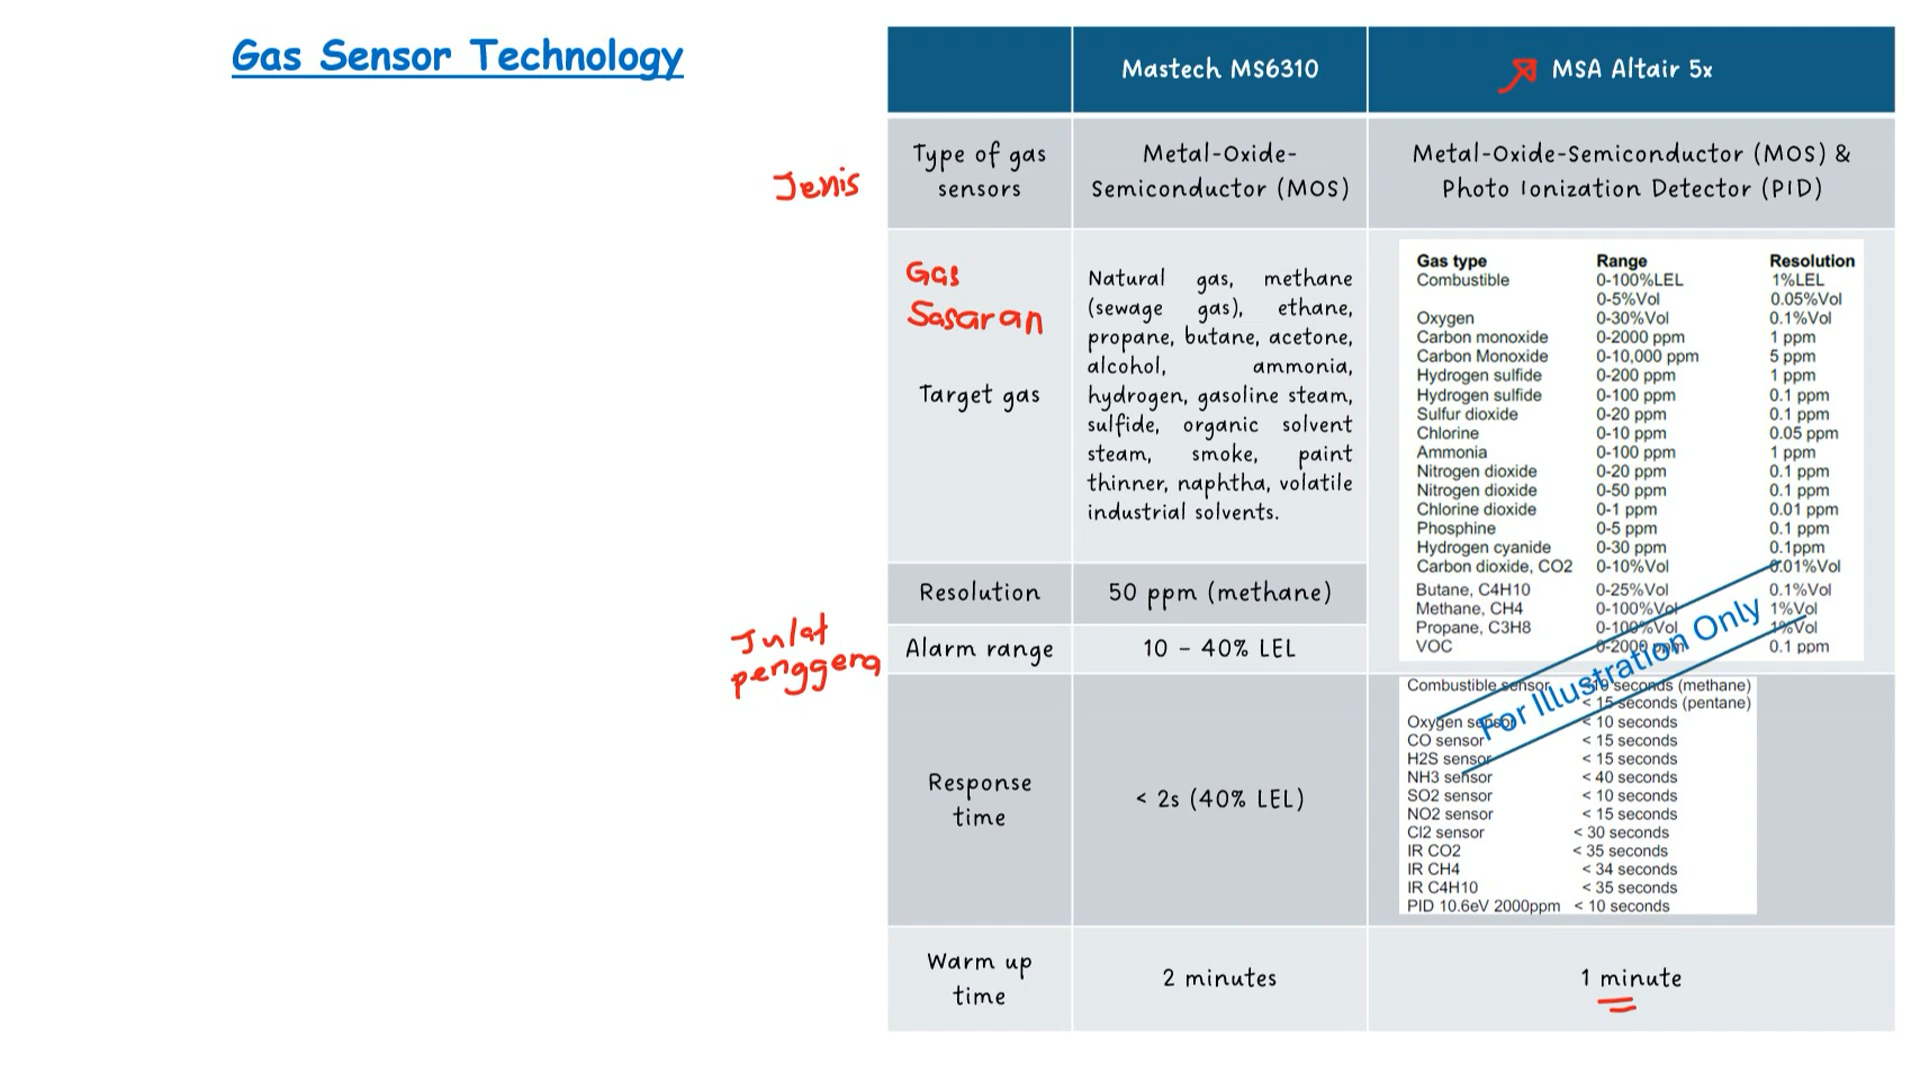 Gas Sensor Technology
Mastech MS6310
MSA Altair 5x
Jenis
Type of gas
sensors
Metal-Oxide-
Semiconductor (MOS)
Metal-Oxide-Semiconductor (MOS) &
Photo Ionization Detector (PID)
Gas
Sasaran
Target gas
Natural gas, methane
(sewage gas), ethane,
propane, butane, acetone,
alcohol, ammonia,
hydrogen, gasoline steam,
sulfide, organic solvent
steam, smoke, paint
thinner, naphtha, volatile
industrial solvents.
Gas type Range Resolution
Combustible 0-100%LEL 1%LEL
0-5%Vol 0.05%Vol
Oxygen 0-30%Vol 0.1%Vol
Carbon monoxide 0-2000 ppm 1 ppm
Carbon Monoxide 0-10,000 ppm 5 ppm
Hydrogen sulfide 0-200 ppm 1 ppm
Hydrogen sulfide 0-100 ppm 0.1 ppm
Sulfur dioxide 0-20 ppm 0.1 ppm
Chlorine 0-10 ppm 0.05 ppm
Ammonia 0-100 ppm 1 ppm
Nitrogen dioxide 0-20 ppm 0.1 ppm
Nitrogen dioxide 0-50 ppm 0.1 ppm
Chlorine dioxide 0-1 ppm 0.01 ppm
Phosphine 0-5 ppm 0.1 ppm
Hydrogen cyanide 0-30 ppm 0.1ppm
Carbon dioxide, CO2 0-10%Vol 0.01%Vol
Butane, C4H10 0-25%Vol 0.1%Vol
Methane, CH4 0-100%Vol 1%Vol
Propane, C3H8 0-100%Vol 1%Vol
VOC 0-2000 ppm 0.1 ppm
For Illustration Only
Resolution
50 ppm (methane)
Julat
penggera
Alarm range
10 - 40% LEL
Response
time
< 2s (40% LEL)
Combustible sensor seconds (methane)
< 15 seconds (pentane)
Oxygen sensor < 10 seconds
CO sensor < 15 seconds
H2S sensor < 15 seconds
NH3 sensor < 40 seconds
SO2 sensor < 10 seconds
NO2 sensor < 15 seconds
Cl2 sensor < 30 seconds
IR CO2 < 35 seconds
IR CH4 < 34 seconds
IR C4H10 < 35 seconds
PID 10.6eV 2000ppm < 10 seconds
Warm up
time
2 minutes
1 minute